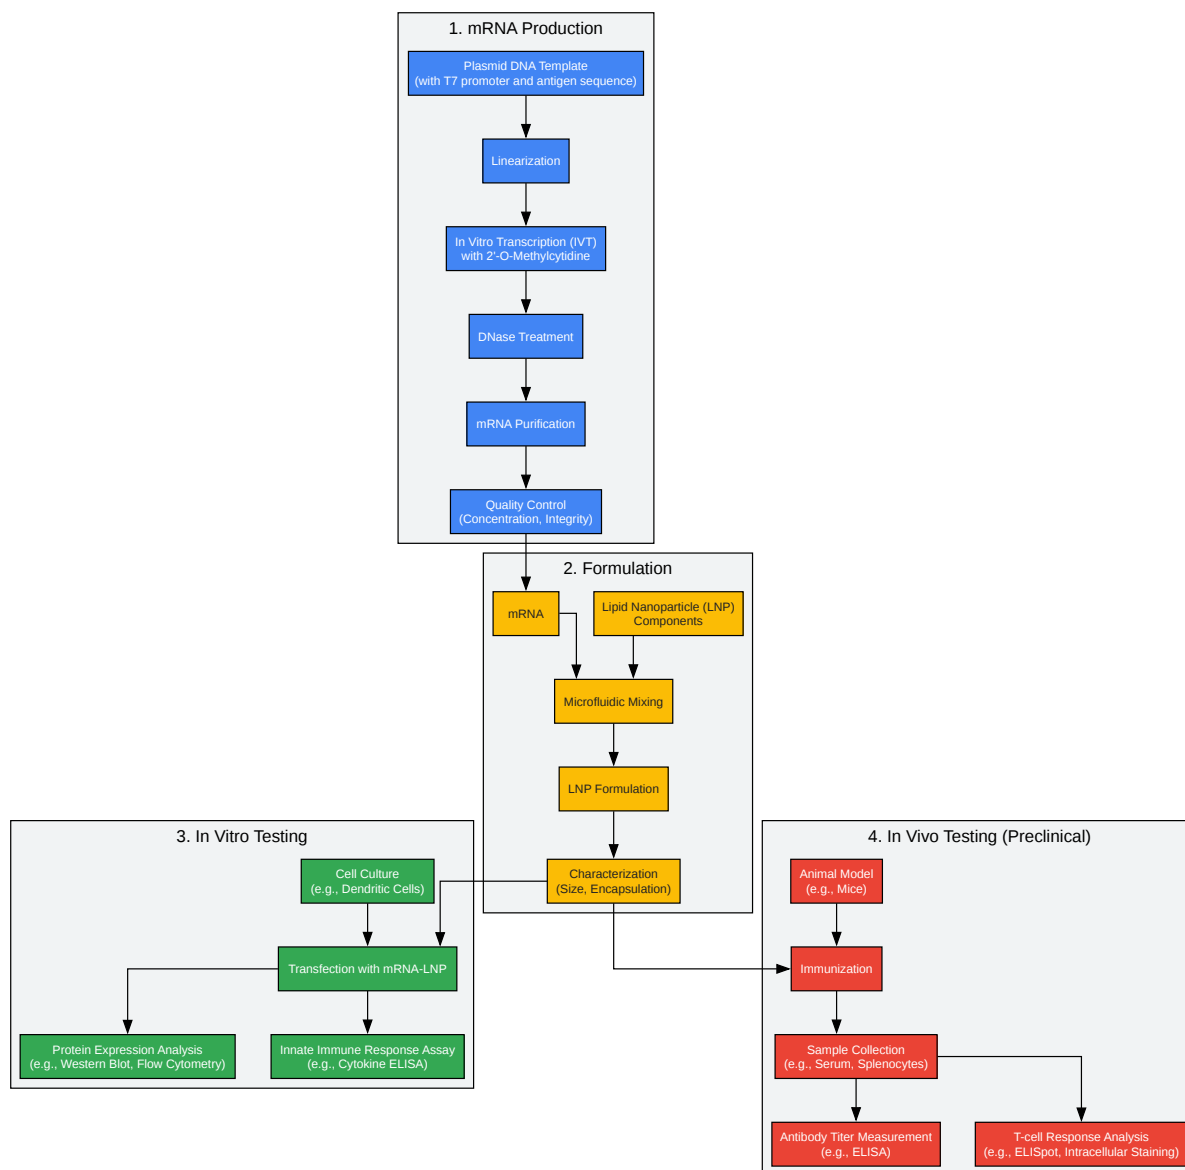 1. mRNA Production
Plasmid DNA Template
(with T7 promoter and antigen sequence)
Linearization
In Vitro Transcription (IVT)
with 2'-O-Methylcytidine
DNase Treatment
mRNA Purification
Quality Control
(Concentration, Integrity)
2. Formulation
mRNA
Lipid Nanoparticle (LNP)
Components
Microfluidic Mixing
LNP Formulation
Characterization
(Size, Encapsulation)
3. In Vitro Testing
Cell Culture
(e.g., Dendritic Cells)
Transfection with mRNA-LNP
Protein Expression Analysis
(e.g., Western Blot, Flow Cytometry)
Innate Immune Response Assay
(e.g., Cytokine ELISA)
4. In Vivo Testing (Preclinical)
Animal Model
(e.g., Mice)
Immunization
Sample Collection
(e.g., Serum, Splenocytes)
Antibody Titer Measurement
(e.g., ELISA)
T-cell Response Analysis
(e.g., ELISpot, Intracellular Staining)